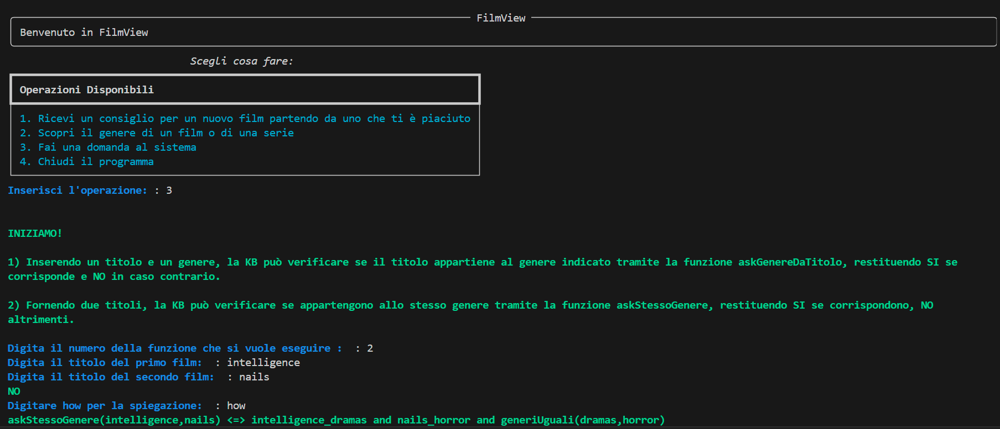 FilmView
Benvenuto in FilmView
Scegli cosa fare:
Operazioni Disponibili
1. Ricevi un consiglio per un nuovo film partendo da uno che ti è piaciuto
2. Scopri il genere di un film o di una serie
3. Fai una domanda al sistema
4. Chiudi il programma
Inserisci l'operazione: : 3
INIZIAMO!
1) Inserendo un titolo e un genere, la KB può verificare se il titolo appartiene al genere indicato tramite la funzione askGenereDaTitolo, restituendo SI se
corrisponde e NO in caso contrario.
2) Fornendo due titoli, la KB può verificare se appartengono allo stesso genere tramite la funzione askStessoGenere, restituendo SI se corrispondono, NO
altrimenti.
Digita il numero della funzione che si vuole eseguire :  : 2
Digita il titolo del primo film:  : intelligence
Digita il titolo del secondo film:  : nails
NO
Digitare how per la spiegazione:  : how
askStessoGenere(intelligence,nails) <=> intelligence_dramas and nails_horror and generiUguali(dramas,horror)